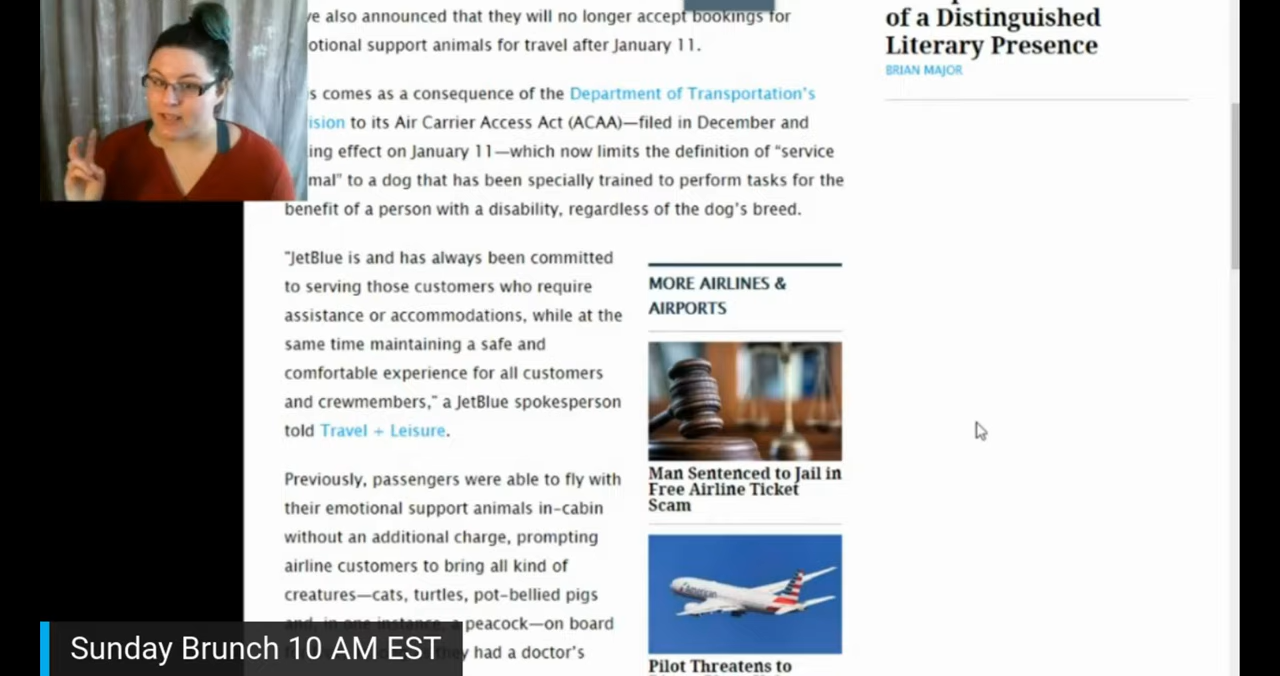 ve also announced that they will no longer accept bookings for
otional support animals for travel after January 11.
s comes as a consequence of the Department of Transportation's
ision to its Air Carrier Access Act (ACAA)—filed in December and
ing effect on January 11—which now limits the definition of "service
mal" to a dog that has been specially trained to perform tasks for the
benefit of a person with a disability, regardless of the dog's breed.
"JetBlue is and has always been committed
to serving those customers who require
assistance or accommodations, while at the
same time maintaining a safe and
comfortable experience for all customers
and crewmembers," a JetBlue spokesperson
told Travel + Leisure.
Previously, passengers were able to fly with
their emotional support animals in-cabin
without an additional charge, prompting
airline customers to bring all kind of
creatures—cats, turtles, pot-bellied pigs
and, in one instance, a peacock—on board
they had a doctor's
MORE AIRLINES &
AIRPORTS
Man Sentenced to Jail in
Free Airline Ticket
Scam
American
Pilot Threatens to
of a Distinguished
Literary Presence
BRIAN MAJOR
Sunday Brunch 10 AM EST